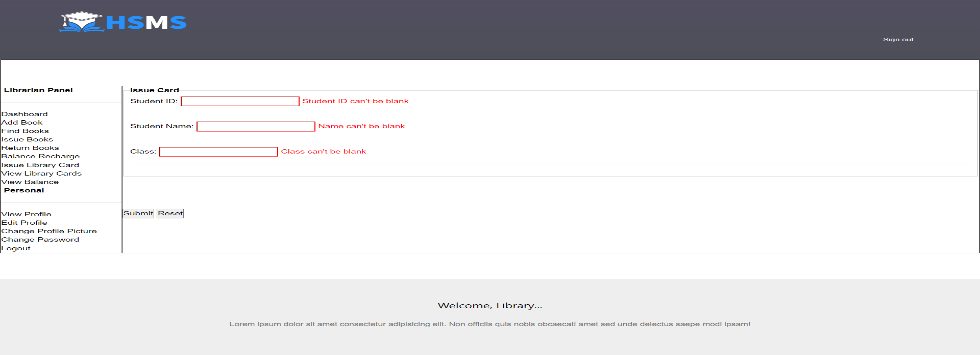 HSMS
Sign out
Librarian Panel
Dashboard
Add Book
Find Books
Issue Books
Return Books
Balance Recharge
Issue Library Card
View Library Cards
View Balance
Personal
View Profile
Edit Profile
Change Profile Picture
Change Password
Logout
Issue Card
Student ID: Student ID can't be blank
Student Name: Name can't be blank
Class: Class can't be blank
Submit Reset
Welcome, Library...
Lorem ipsum dolor sit amet consectetur adipisicing elit. Non officiis quis nobis obcaecati amet sed unde delectus saepe modi ipsam!